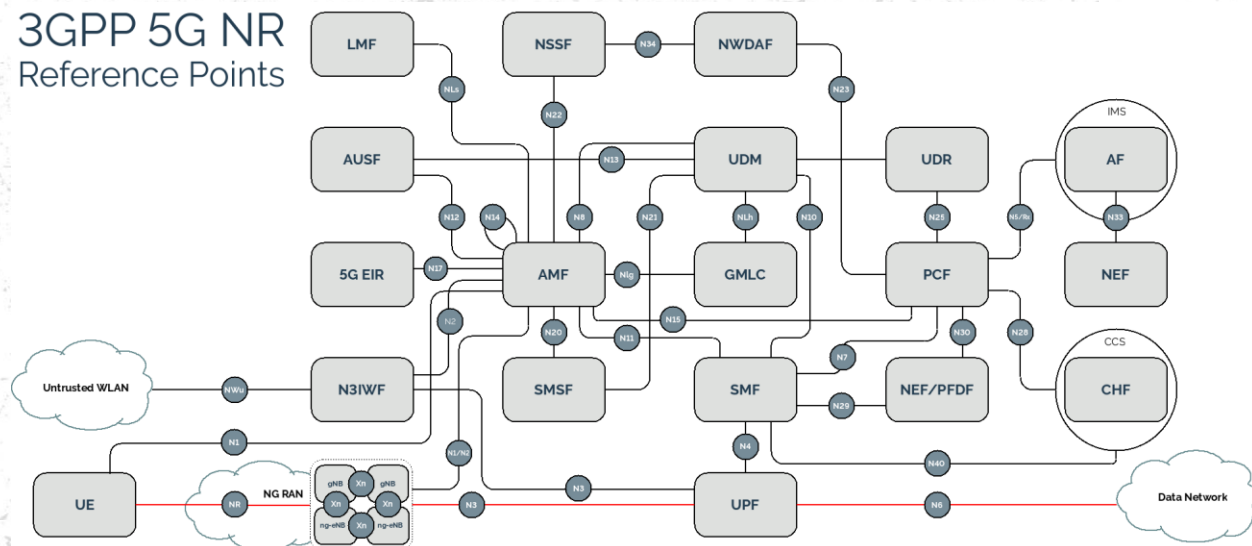 3GPP 5G NR
Reference Points
LMF
NSSF
N34
NWDAF
NLs
N22
N23
IMS
AUSF
N13
UDM
UDR
AF
N12
N14
N8
N21
NLh
N10
N25
N5/Rx
N33
5G EIR
N17
AMF
Nlg
GMLC
PCF
NEF
N2
N20
N11
N15
N7
N30
N28
CCS
Untrusted WLAN
NWu
N3IWF
SMSF
SMF
N29
NEF/PFDF
CHF
N1
N1/N2
N4
N40
UE
NR
NG RAN
gNB
Xn
gNB
Xn
Xn
ng-eNB
Xn
ng-eNB
N3
N3
UPF
N6
Data Network